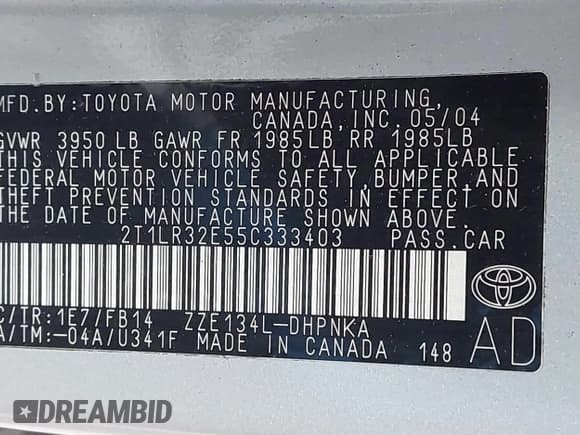 MFD.BY:TOYOTA MOTOR MANUFACTURING,
CANADA,INC. 05/04
GVWR 3950LB GAWR FR 1985LB RR 1985LB
THIS VEHICLE CONFORMS TO ALL APPLICABLE
FEDERAL MOTOR VEHICLE SAFETY,BUMPER,AND
THEFT PREVENTION STANDARDS IN EFFECT ON
THE DATE OF MANUFACTURE SHOWN ABOVE.
2T1LR32E55C333403 PASS.CAR
C/TR:1E7/FB14 ZZE134L-DHPNKA
A/TM:-04A/U341F MADE IN CANADA 148
AD
DREAMBID